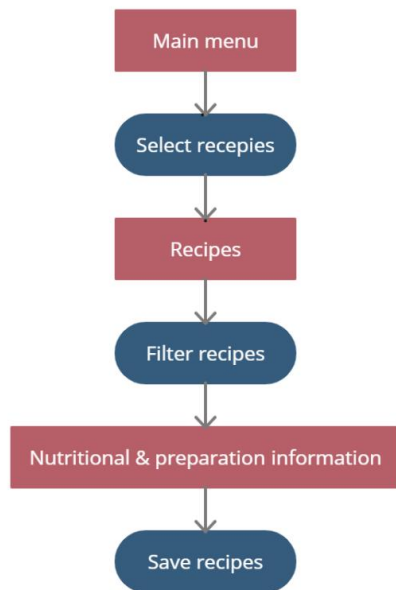 Main menu
Select recepies
Recipes
Filter recipes
Nutritional & preparation information
Save recipes